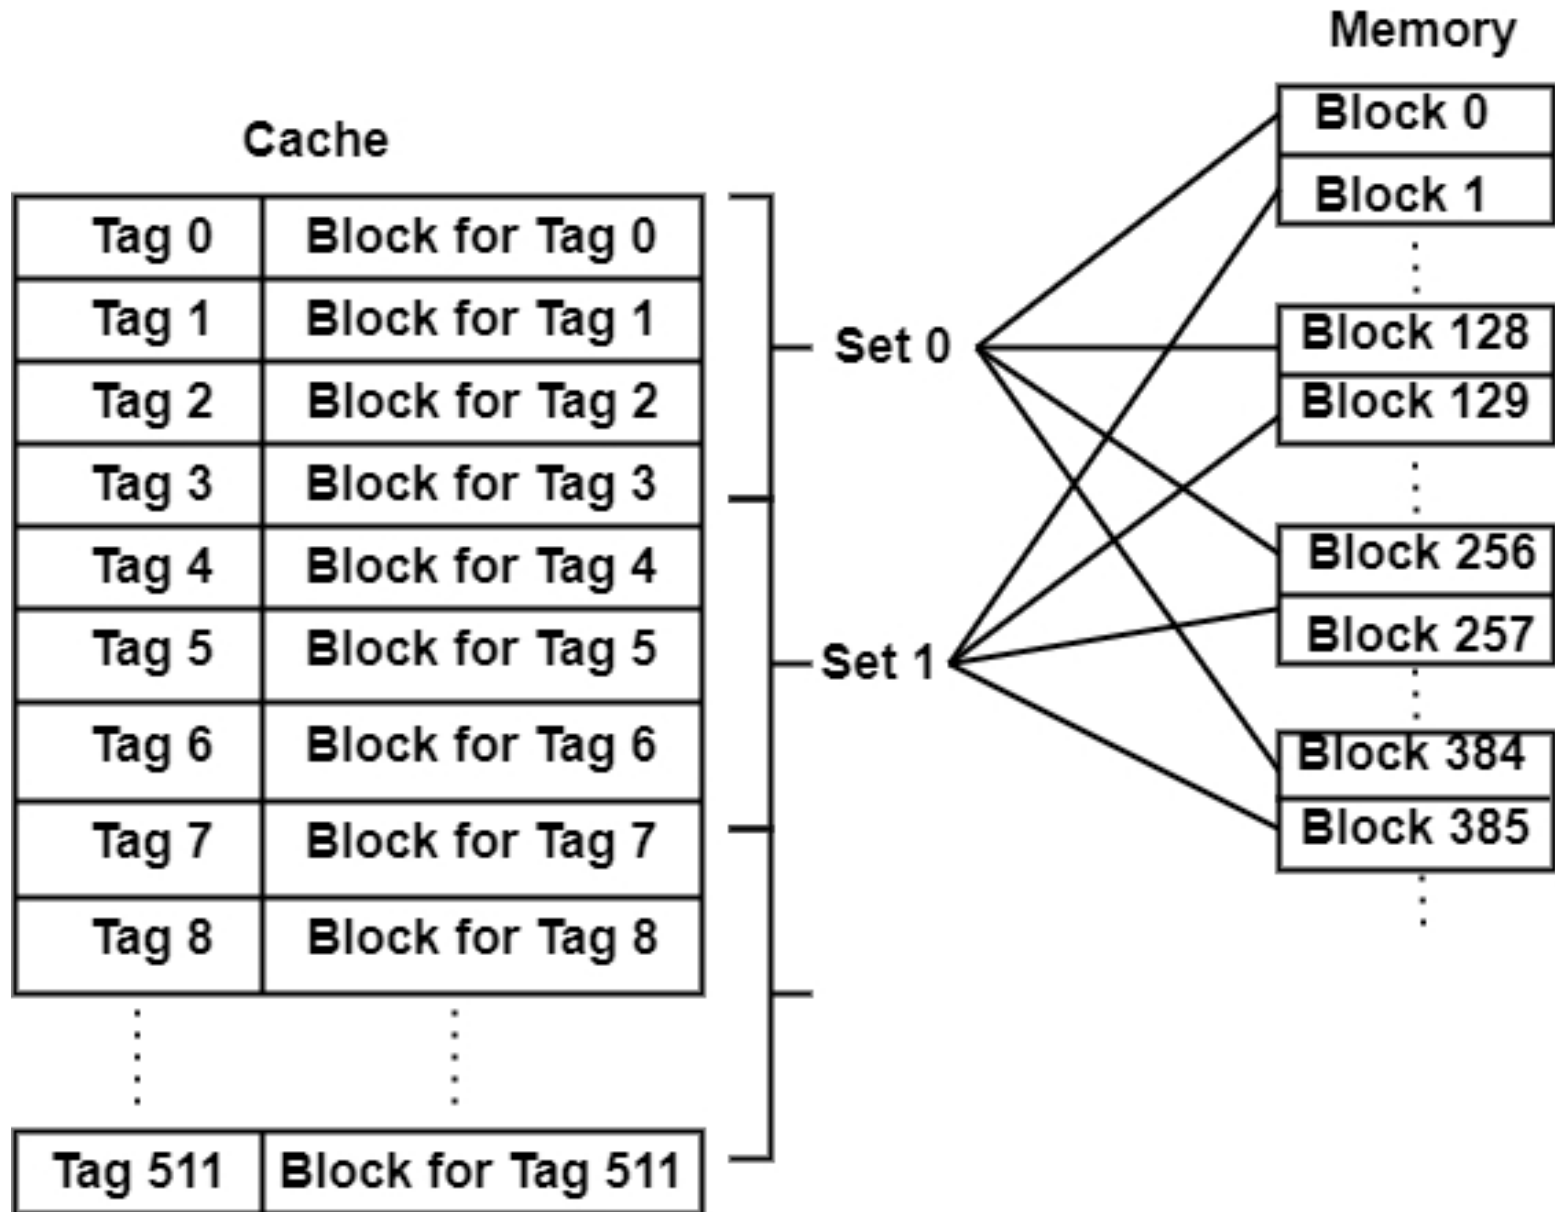 Memory
Block 0
Cache
Block 1
Tag 0 Block for Tag 0
Tag 1 Block for Tag 1
Block 128
Set 0
Tag 2 Block for Tag 2
Block 129
Tag 3 Block for Tag 3
Tag 4 Block for Tag 4
Block 256
Tag 5 Block for Tag 5
Block 257
Set 1
Tag 6 Block for Tag 6
Block 384
Tag 7 Block for Tag 7
Block 385
Tag 8 Block for Tag 8
Tag 511 Block for Tag 511